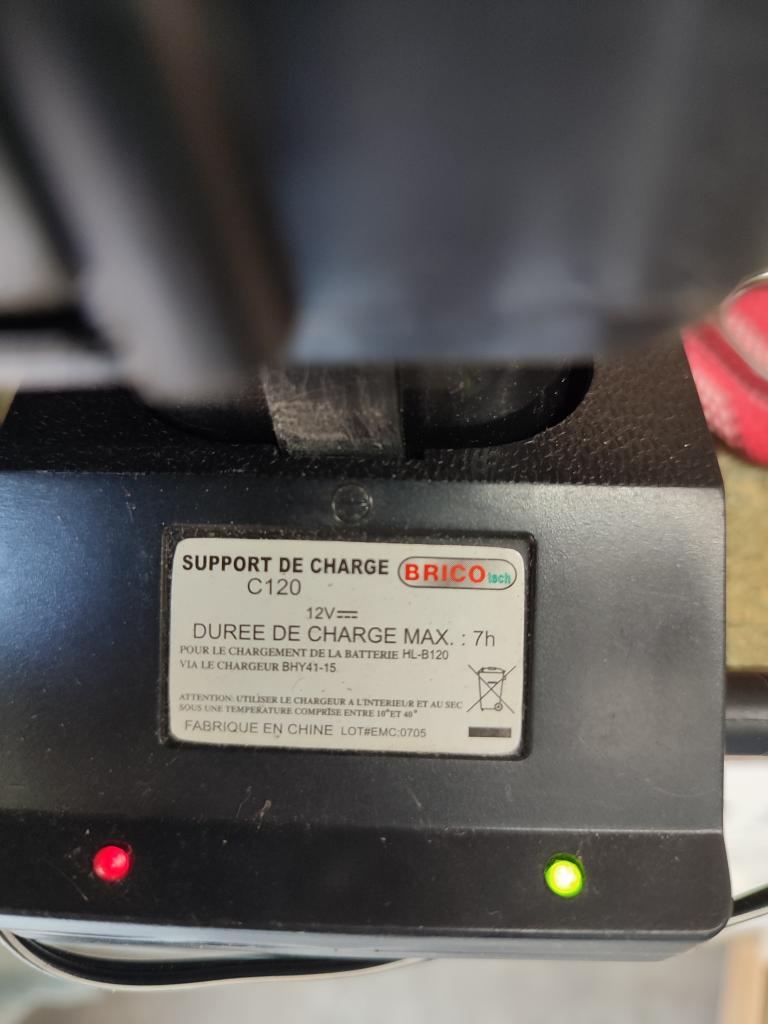 SUPPORT DE CHARGE BRICO tech
C120
12V
DUREE DE CHARGE MAX. : 7h
POUR LE CHARGEMENT DE LA BATTERIE HL-B120
VIA LE CHARGEUR BHY41-15
ATTENTION: UTILISER LE CHARGEUR A L'INTERIEUR ET AU SEC
SOUS UNE TEMPERATURE COMPRISE ENTRE 10° ET 40°
FABRIQUE EN CHINE LOT#EMC:0705